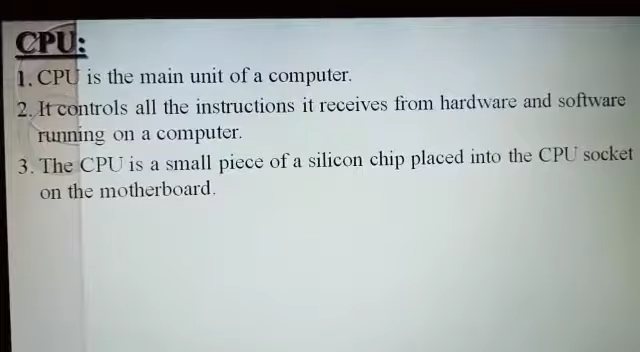 CPU:
1. CPU is the main unit of a computer.
2. It controls all the instructions it receives from hardware and software
running on a computer.
3. The CPU is a small piece of a silicon chip placed into the CPU socket
on the motherboard.